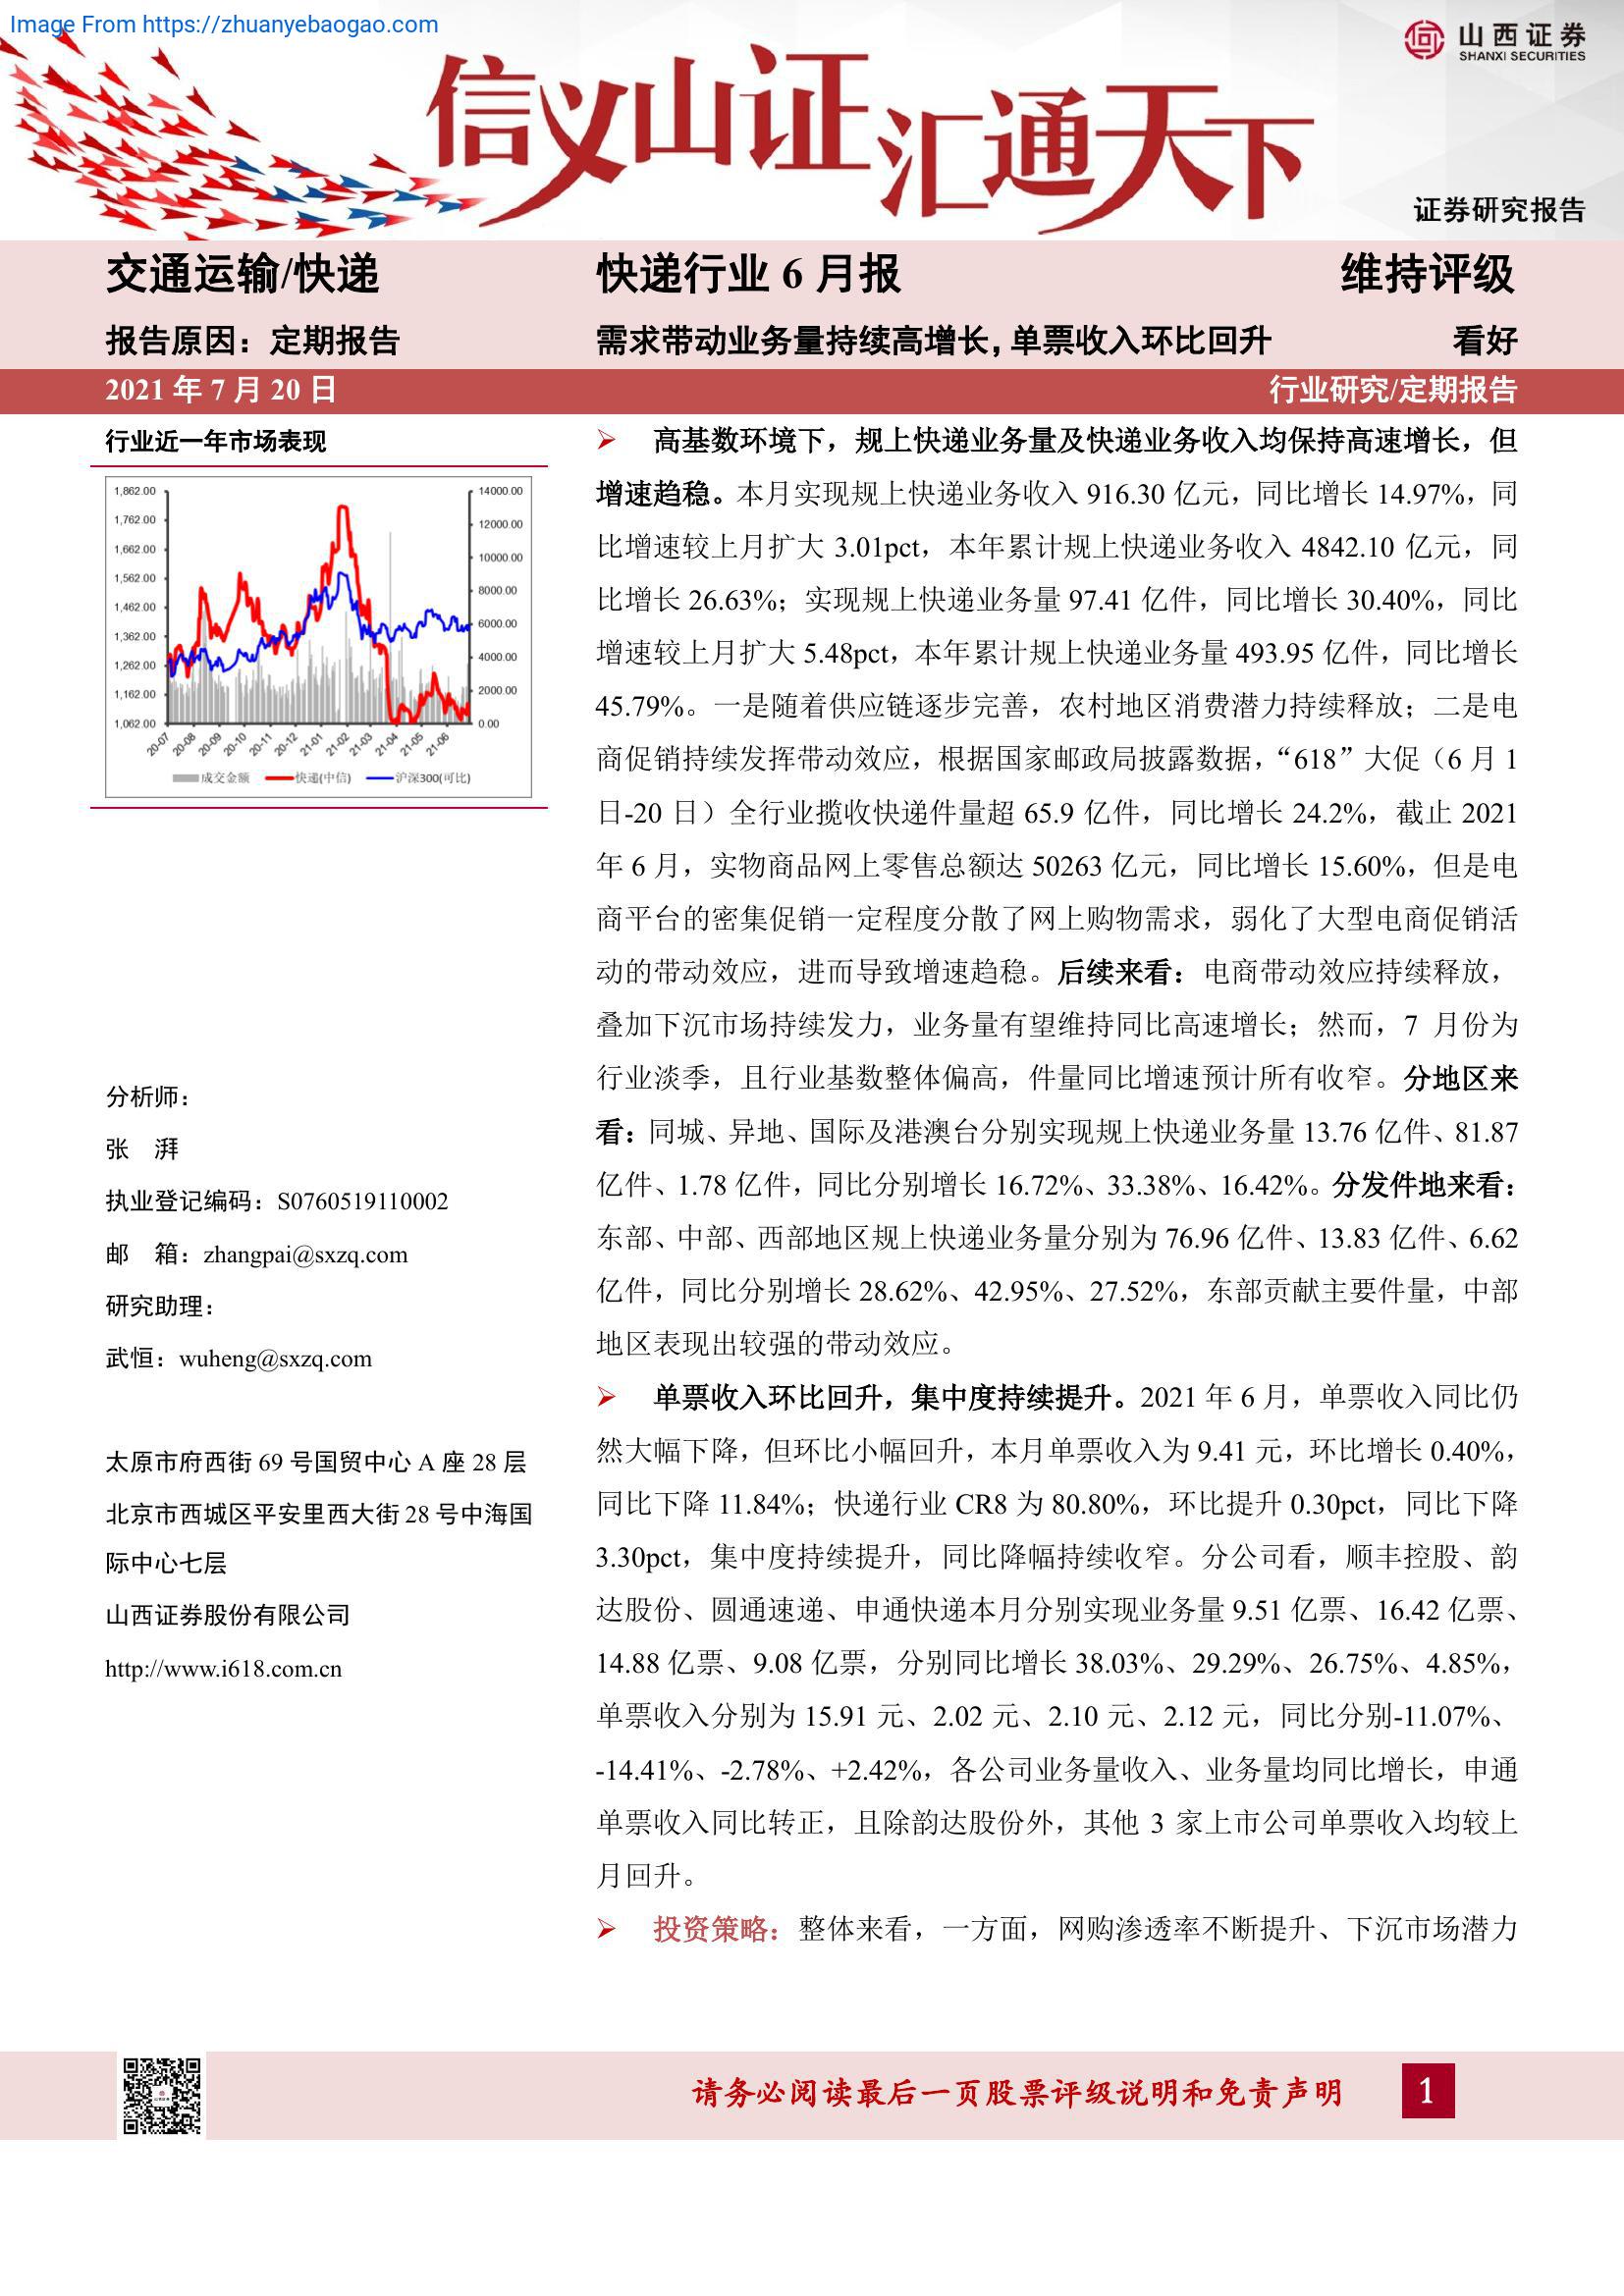 Image From https://zhuanyebaogao.com
山西证券
SHANXI SECURITIES
信义山证汇通天下
证券研究报告
交通运输/快递
报告原因：定期报告
快递行业 6 月报
维持评级
需求带动业务量持续高增长，单票收入环比回升
看好
2021 年 7 月 20 日
行业研究/定期报告
行业近一年市场表现
1,862.00
1,762.00
1,662.00
1,562.00
1,462.00
1,362.00
1,262.00
1,162.00
1,062.00
14000.00
12000.00
10000.00
8000.00
6000.00
4000.00
2000.00
0.00
20-07
20-08
20-09
20-10
20-11
20-12
21-01
21-02
21-03
21-04
21-05
21-06
成交金额
快递(中信)
沪深300(可比)
分析师：
张　湃
执业登记编码：S0760519110002
邮　箱：zhangpai@sxzq.com
研究助理：
武恒：wuheng@sxzq.com
太原市府西街 69 号国贸中心 A 座 28 层
北京市西城区平安里西大街 28 号中海国
际中心七层
山西证券股份有限公司
http://www.i618.com.cn
➢ 高基数环境下，规上快递业务量及快递业务收入均保持高速增长，但
增速趋稳。本月实现规上快递业务收入 916.30 亿元，同比增长 14.97%，同
比增速较上月扩大 3.01pct，本年累计规上快递业务收入 4842.10 亿元，同
比增长 26.63%；实现规上快递业务量 97.41 亿件，同比增长 30.40%，同比
增速较上月扩大 5.48pct，本年累计规上快递业务量 493.95 亿件，同比增长
45.79%。一是随着供应链逐步完善，农村地区消费潜力持续释放；二是电
商促销持续发挥带动效应，根据国家邮政局披露数据，“618”大促（6 月 1
日-20 日）全行业揽收快递件量超 65.9 亿件，同比增长 24.2%，截止 2021
年 6 月，实物商品网上零售总额达 50263 亿元，同比增长 15.60%，但是电
商平台的密集促销一定程度分散了网上购物需求，弱化了大型电商促销活
动的带动效应，进而导致增速趋稳。后续来看：电商带动效应持续释放，
叠加下沉市场持续发力，业务量有望维持同比高速增长；然而，7 月份为
行业淡季，且行业基数整体偏高，件量同比增速预计所有收窄。分地区来
看：同城、异地、国际及港澳台分别实现规上快递业务量 13.76 亿件、81.87
亿件、1.78 亿件，同比分别增长 16.72%、33.38%、16.42%。分发件地来看：
东部、中部、西部地区规上快递业务量分别为 76.96 亿件、13.83 亿件、6.62
亿件，同比分别增长 28.62%、42.95%、27.52%，东部贡献主要件量，中部
地区表现出较强的带动效应。
➢ 单票收入环比回升，集中度持续提升。2021 年 6 月，单票收入同比仍
然大幅下降，但环比小幅回升，本月单票收入为 9.41 元，环比增长 0.40%，
同比下降 11.84%；快递行业 CR8 为 80.80%，环比提升 0.30pct，同比下降
3.30pct，集中度持续提升，同比降幅持续收窄。分公司看，顺丰控股、韵
达股份、圆通速递、申通快递本月分别实现业务量 9.51 亿票、16.42 亿票、
14.88 亿票、9.08 亿票，分别同比增长 38.03%、29.29%、26.75%、4.85%，
单票收入分别为 15.91 元、2.02 元、2.10 元、2.12 元，同比分别-11.07%、
-14.41%、-2.78%、+2.42%，各公司业务量收入、业务量均同比增长，申通
单票收入同比转正，且除韵达股份外，其他 3 家上市公司单票收入均较上
月回升。
➢ 投资策略：整体来看，一方面，网购渗透率不断提升、下沉市场潜力
请务必阅读最后一页股票评级说明和免责声明
1